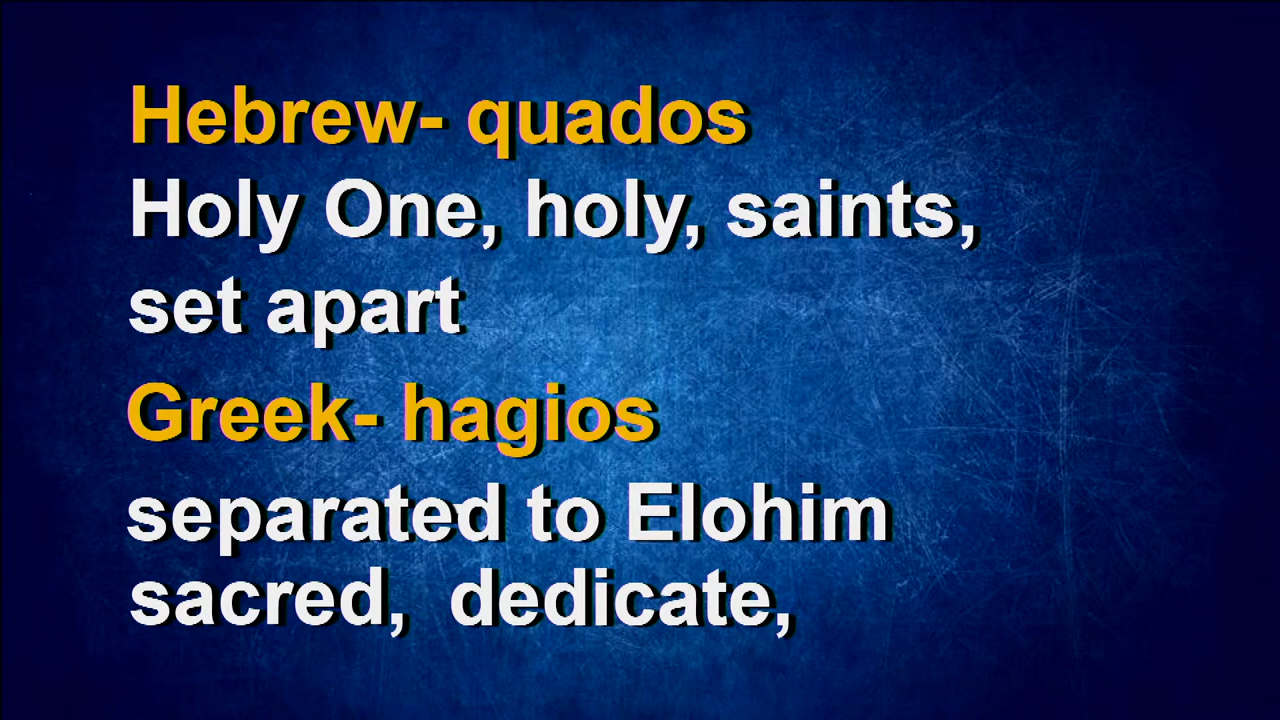 Hebrew- quados
Holy One, holy, saints,
set apart
Greek- hagios
separated to Elohim
sacred, dedicate,